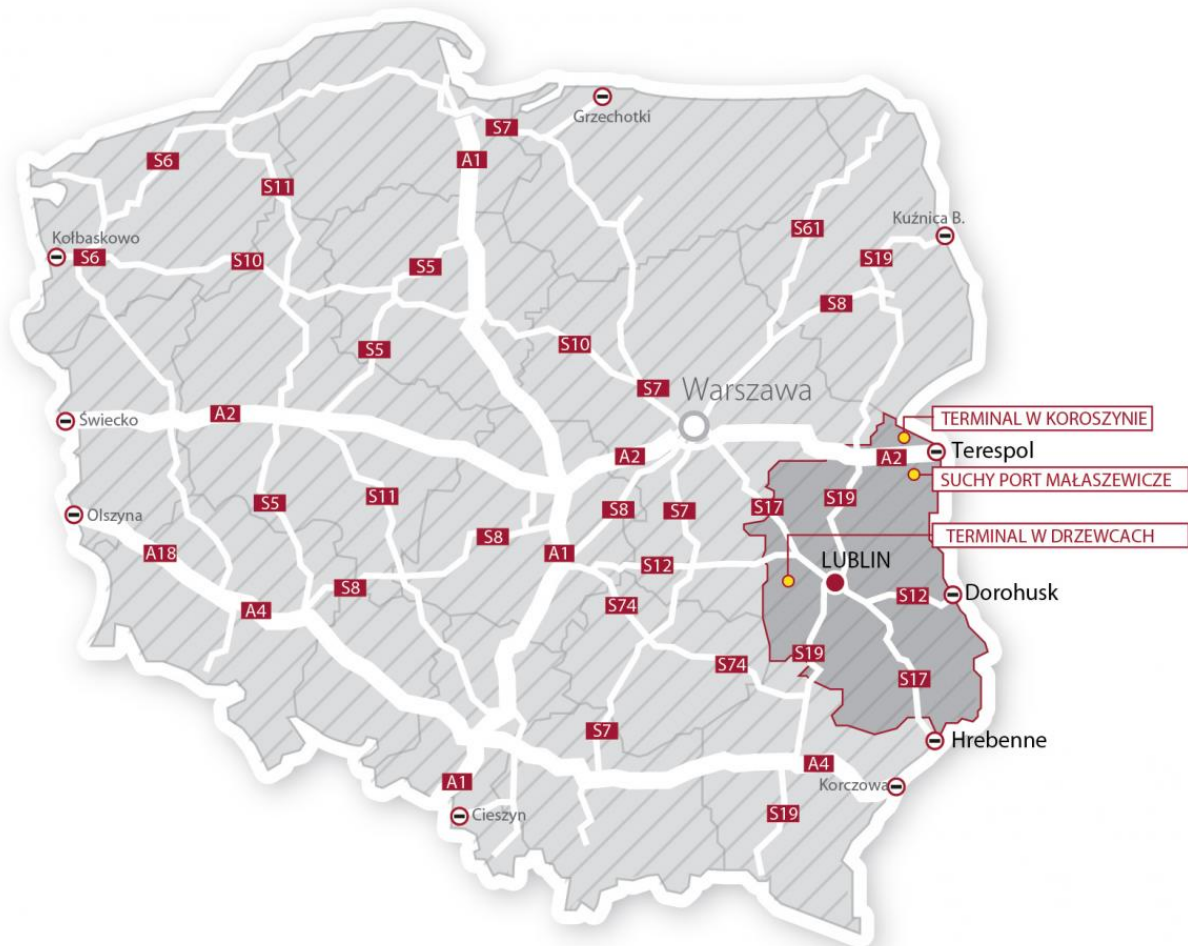 Grzechotki
S7
S6
A1
S11
Kuźnica B.
S61
Kołbaskowo
S6
S10
S5
S19
S8
S5
S10
S7
Warszawa
Świecko
A2
TERMINAL W KOROSZYNIE
A2
A2
Terespol
SUCHY PORT MAŁASZEWICZE
S5
S11
S19
S17
S8
S7
Olszyna
S8
TERMINAL W DRZEWCACH
A18
A1
S12
LUBLIN
S8
S12
Dorohusk
A4
S74
S19
S74
S17
S7
Hrebenne
A4
A1
Korczowa
Cieszyn
S19